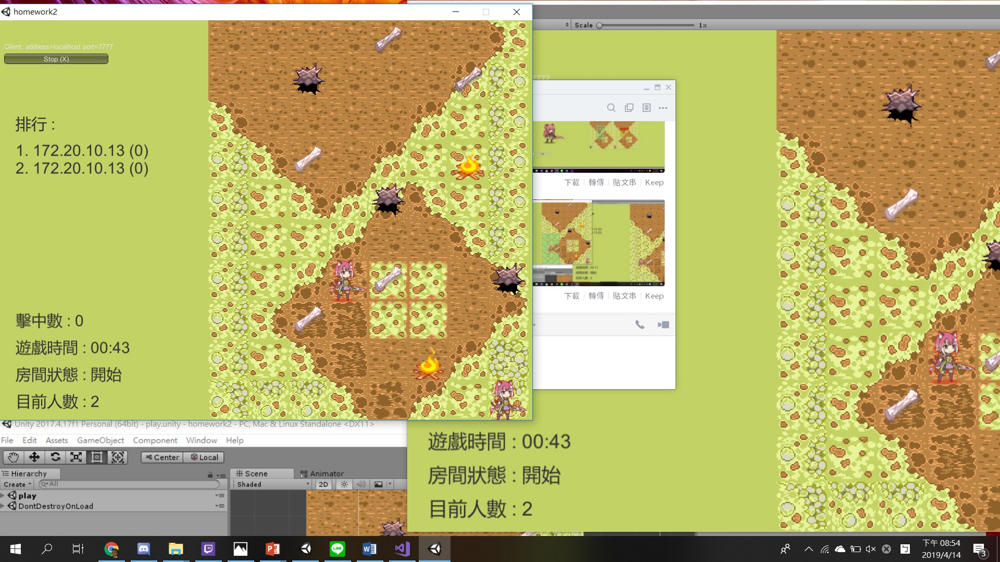 homework2
Client: address=localhost port=7777
Stop (X)
排行 :
1. 172.20.10.13 (0)
2. 172.20.10.13 (0)
擊中數 : 0
遊戲時間 : 00:43
房間狀態 : 開始
目前人數 : 2
Scale 1x
7777
下載 轉傳 貼文串 Keep
下載 轉傳 貼文串 Keep
遊戲時間 : 00:43
房間狀態 : 開始
目前人數 : 2
Unity 2017.4.17f1 Personal (64bit) - play.unity - homework2 - PC, Mac & Linux Standalone <DX11>
File Edit Assets GameObject Component Window Help
Center Local
Hierarchy
Create All
play
DontDestroyOnLoad
Scene Animator
Shaded 2D
LINE
下午 08:54
2019/4/14
3